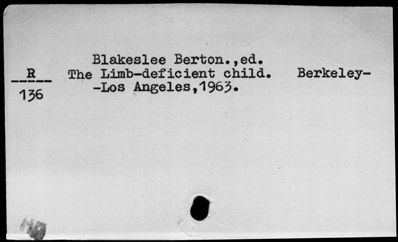 Blakeslee Berton.,ed.
R The Limb-deficient child. Berkeley-
136 -Los Angeles,1963.